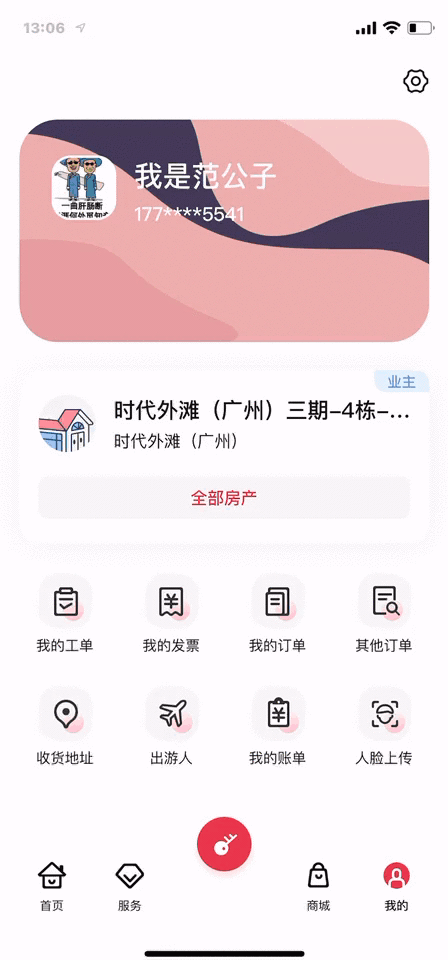 13:06
我是范公子
177****5541
一曲肝肠断
业主
时代外滩（广州）三期-4栋-...
时代外滩（广州）
全部房产
我的工单
我的发票
我的订单
其他订单
收货地址
出游人
我的账单
人脸上传
首页
服务
商城
我的